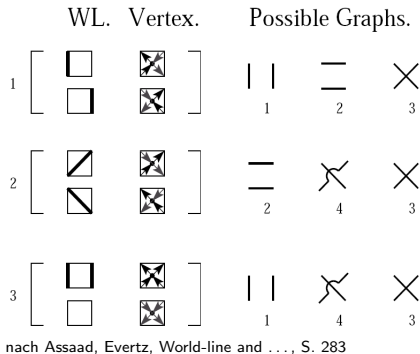 WL. Vertex. Possible Graphs.
1
1 2 3
2
2 4 3
3
1 4 3
nach Assaad, Evertz, World-line and . . . , S. 283